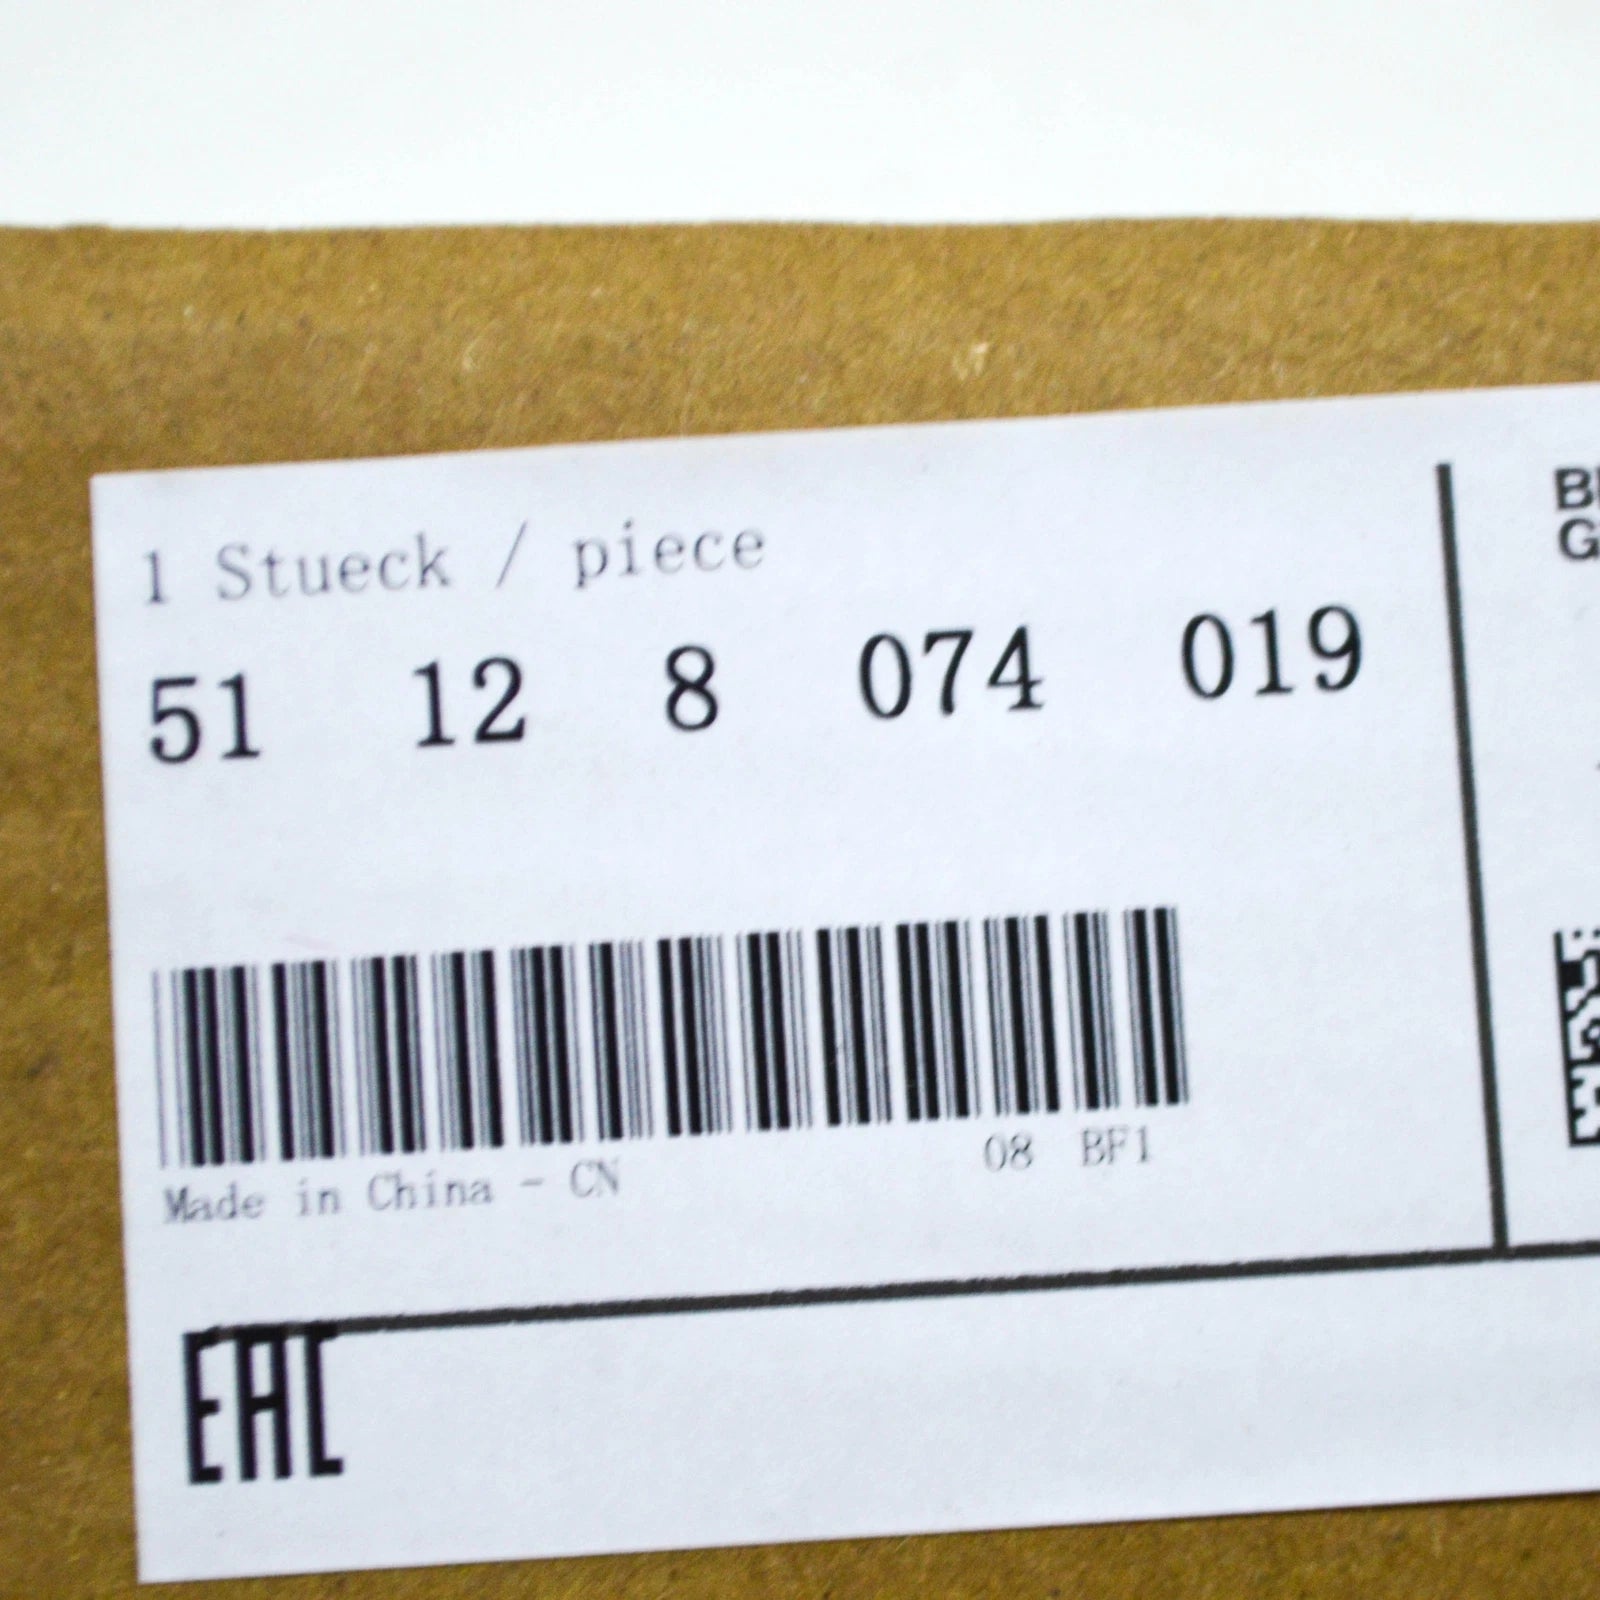 1 Stueck / piece
51 12 8 074 019
08 BF1
Made in China - CN
EAC